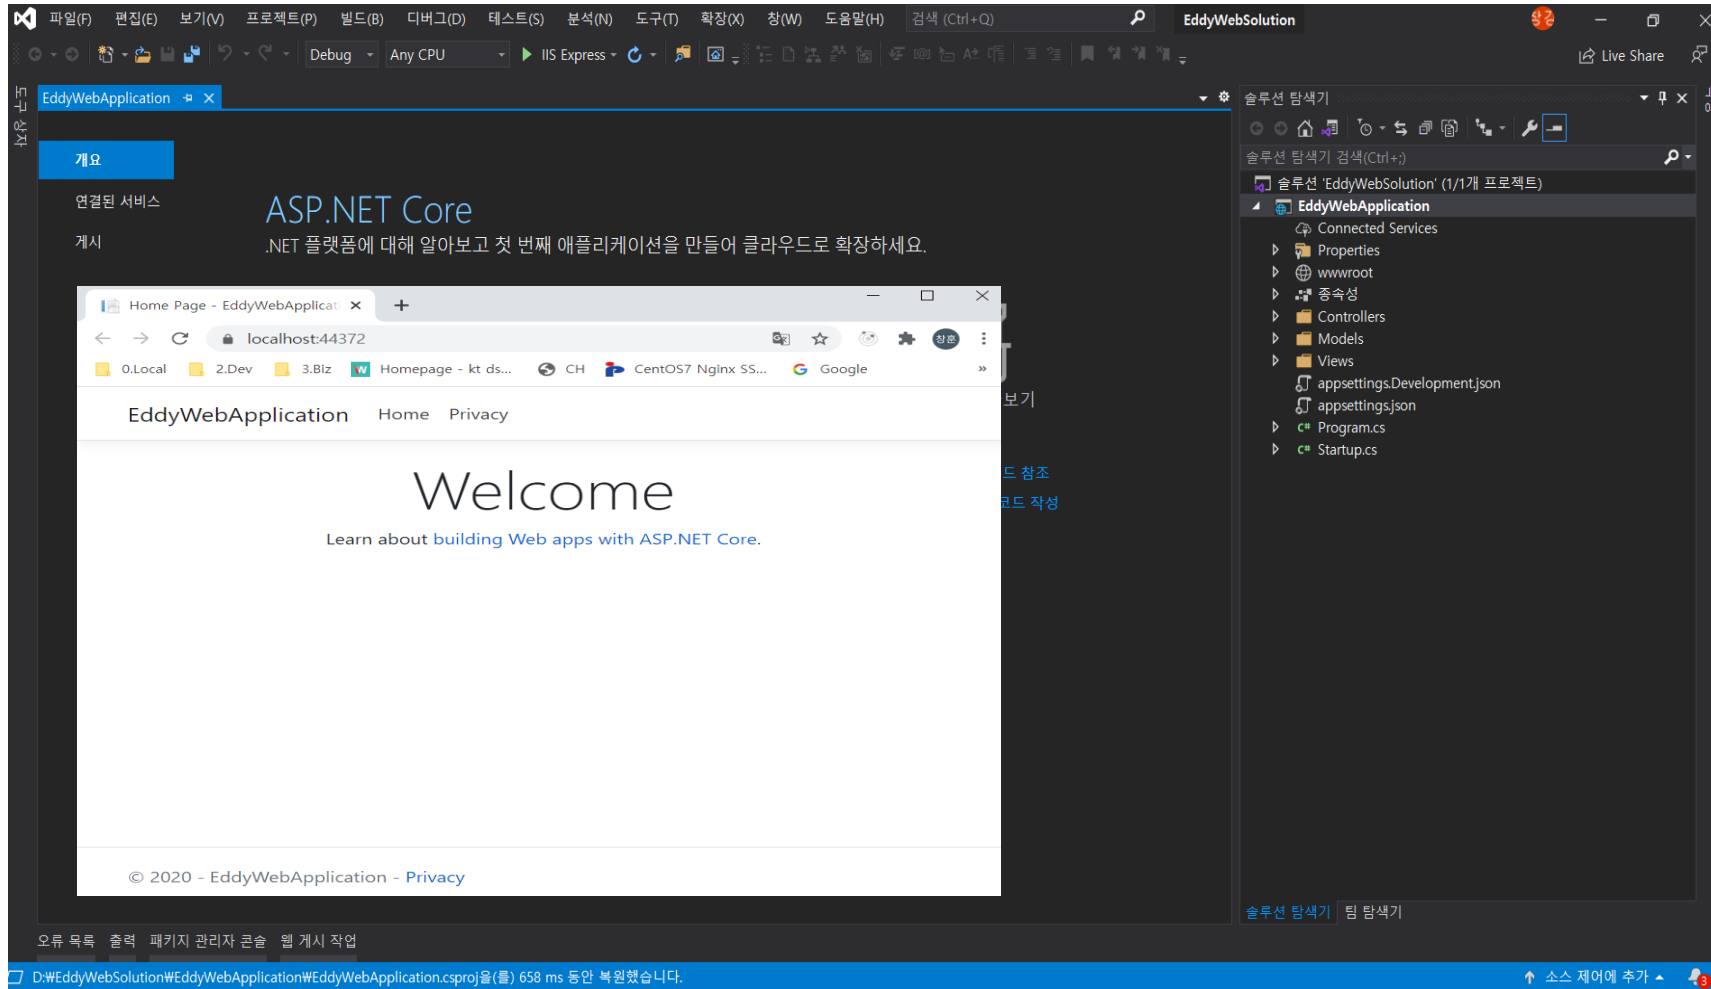 파일(F) 편집(E) 보기(V) 프로젝트(P) 빌드(B) 디버그(D) 테스트(S) 분석(N) 도구(T) 확장(X) 창(W) 도움말(H) 검색 (Ctrl+Q) EddyWebSolution
Debug Any CPU IIS Express Live Share
도구 상자
EddyWebApplication
개요
연결된 서비스
게시
ASP.NET Core
.NET 플랫폼에 대해 알아보고 첫 번째 애플리케이션을 만들어 클라우드로 확장하세요.
Home Page - EddyWebApplicat
localhost:44372
창훈
0.Local 2.Dev 3.Biz Homepage - kt ds... CH CentOS7 Nginx SS... Google »
EddyWebApplication Home Privacy
Welcome
Learn about building Web apps with ASP.NET Core.
© 2020 - EddyWebApplication - Privacy
보기
드 참조
코드 작성
솔루션 탐색기
솔루션 탐색기 검색(Ctrl+;)
솔루션 'EddyWebSolution' (1/1개 프로젝트)
EddyWebApplication
Connected Services
Properties
wwwroot
종속성
Controllers
Models
Views
appsettings.Development.json
appsettings.json
C# Program.cs
C# Startup.cs
솔루션 탐색기 팀 탐색기
오류 목록 출력 패키지 관리자 콘솔 웹 게시 작업
D:₩EddyWebSolution₩EddyWebApplication₩EddyWebApplication.csproj을(를) 658 ms 동안 복원했습니다.
소스 제어에 추가 3